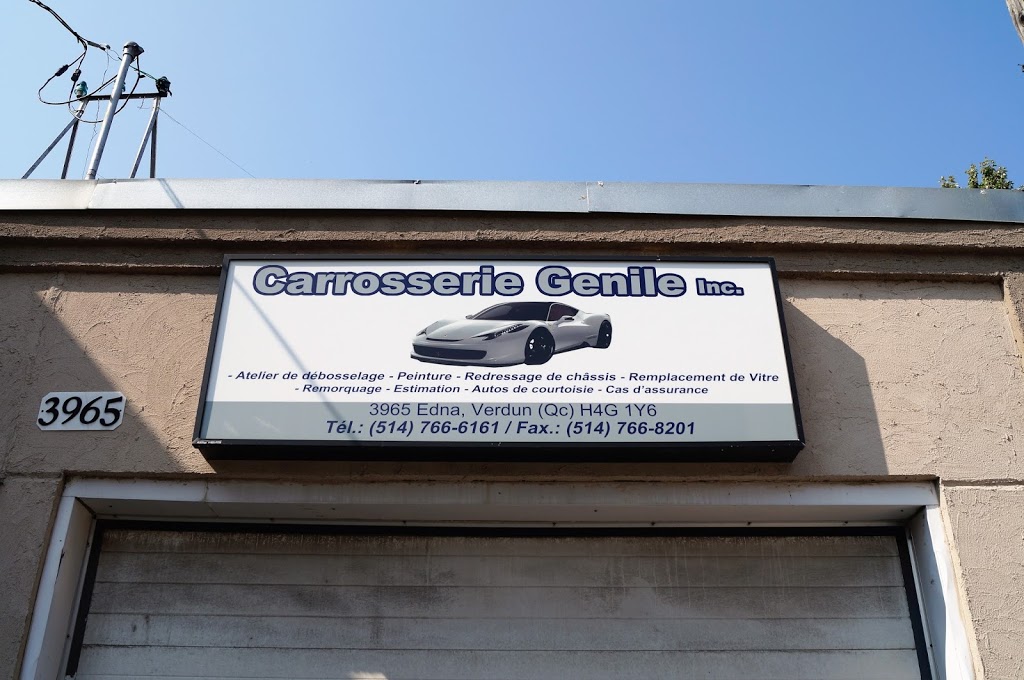 Carrosserie Genile Inc.
- Atelier de débosselage - Peinture - Redressage de châssis - Remplacement de Vitre
- Remorquage - Estimation - Autos de courtoisie - Cas d'assurance
3965 Edna, Verdun (Qc) H4G 1Y6
Tél.: (514) 766-6161 / Fax.: (514) 766-8201
3965